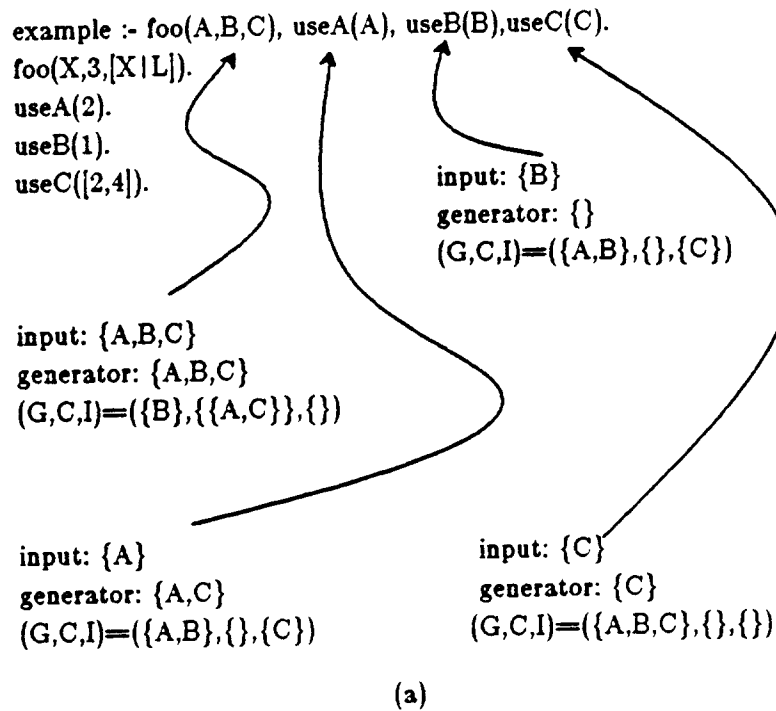 example :- foo(A,B,C), useA(A), useB(B),useC(C).
foo(X,3,[X|L]).
useA(2).
useB(1).
useC([2,4]).
input: {B}
generator: {}
(G,C,I)=({A,B},{},{C})
input: {A,B,C}
generator: {A,B,C}
(G,C,I)=({B},{{A,C}},{})
input: {A}
generator: {A,C}
(G,C,I)=({A,B},{},{C})
input: {C}
generator: {C}
(G,C,I)=({A,B,C},{},{})
(a)